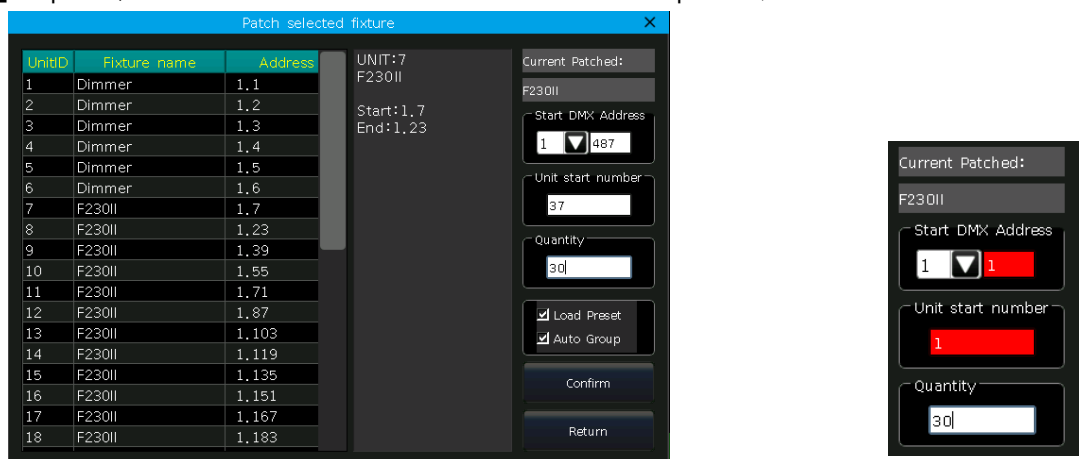 Patch selected fixture
UnitID Fixture name Address
1 Dimmer 1.1
2 Dimmer 1.2
3 Dimmer 1.3
4 Dimmer 1.4
5 Dimmer 1.5
6 Dimmer 1.6
7 F230II 1.7
8 F230II 1.23
9 F230II 1.39
10 F230II 1.55
11 F230II 1.71
12 F230II 1.87
13 F230II 1.103
14 F230II 1.119
15 F230II 1.135
16 F230II 1.151
17 F230II 1.167
18 F230II 1.183
UNIT:7
F230II
Start:1.7
End:1.23
Current Patched:
F230II
Start DMX Address
1 487
Unit start number
37
Quantity
30
Load Preset
Auto Group
Confirm
Return
Current Patched:
F230II
Start DMX Address
1 1
Unit start number
1
Quantity
30